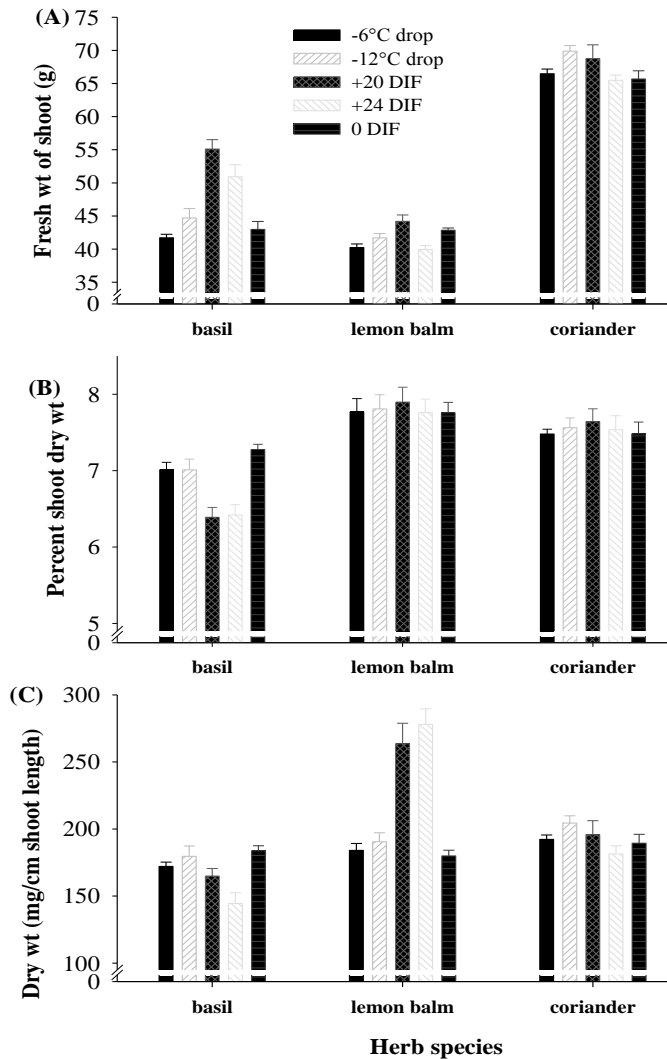 (A)
75
70
65
60
55
50
45
40
35
0
Fresh wt of shoot (g)
-6°C drop
-12°C drop
+20 DIF
+24 DIF
0 DIF
basil lemon balm coriander
(B)
8
7
6
5
0
Percent shoot dry wt
basil lemon balm coriander
(C)
300
250
200
150
100
0
Dry wt (mg/cm shoot length)
basil lemon balm coriander
Herb species